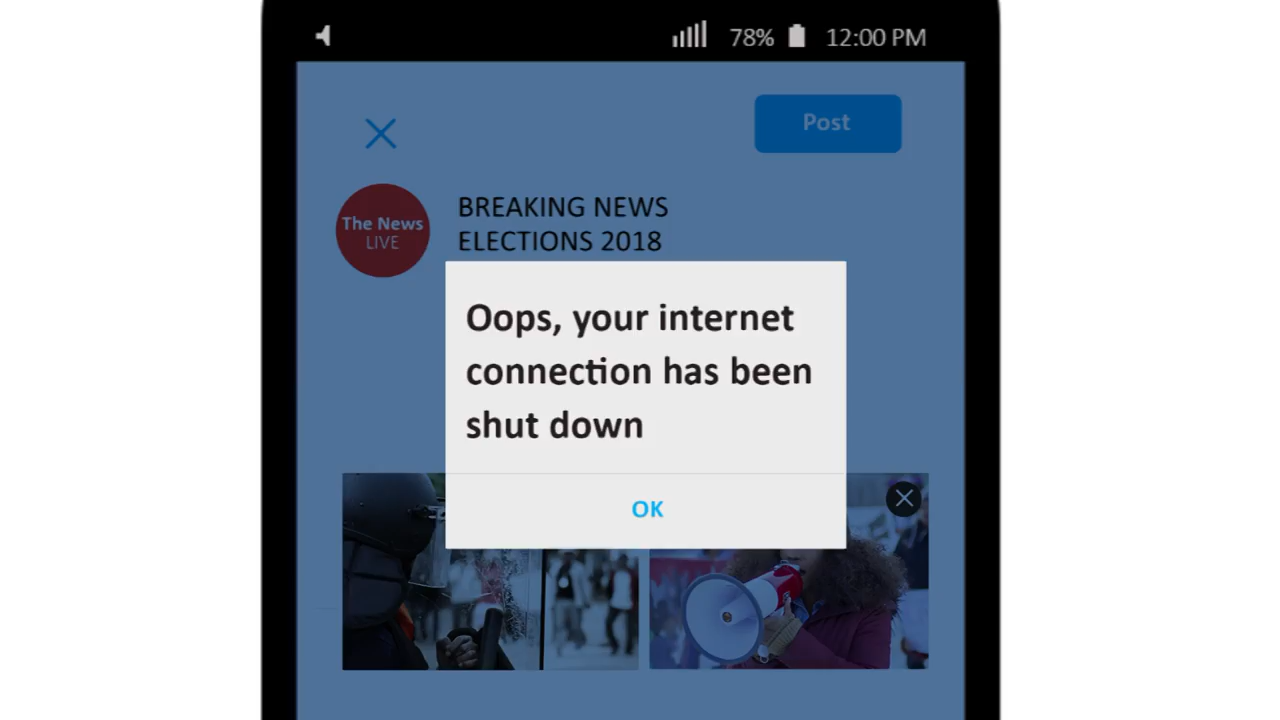 78% 12:00 PM
Post
The News
LIVE
BREAKING NEWS
ELECTIONS 2018
Oops, your internet
connection has been
shut down
OK